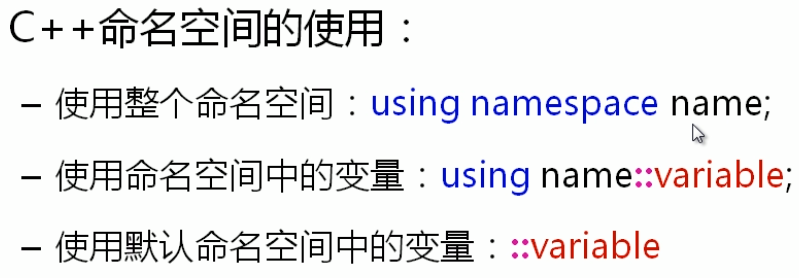 C++命名空间的使用：
– 使用整个命名空间：using namespace name;
– 使用命名空间中的变量：using name::variable;
– 使用默认命名空间中的变量：::variable